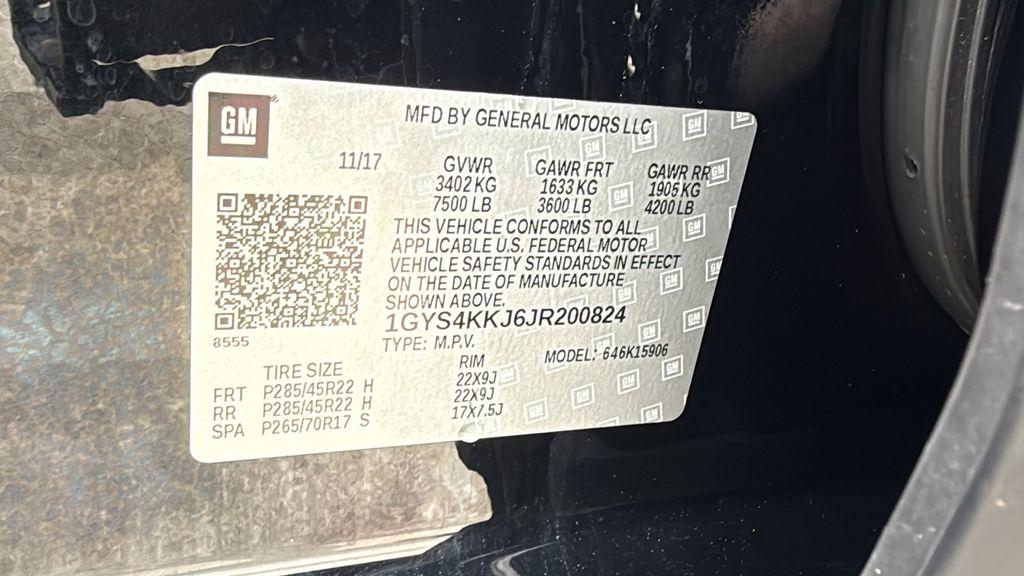 GM
MFD BY GENERAL MOTORS LLC
11/17 GVWR GAWR FRT GAWR RR
3402 KG 1633 KG 1905 KG
7500 LB 3600 LB 4200 LB
THIS VEHICLE CONFORMS TO ALL
APPLICABLE U.S. FEDERAL MOTOR
VEHICLE SAFETY STANDARDS IN EFFECT
ON THE DATE OF MANUFACTURE
SHOWN ABOVE.
1GYS4KKJ6JR200824
8555
TYPE: M.P.V. MODEL: 646K15906
TIRE SIZE RIM
FRT P285/45R22 H 22X9J
RR P285/45R22 H 22X9J
SPA P265/70R17 S 17X7.5J